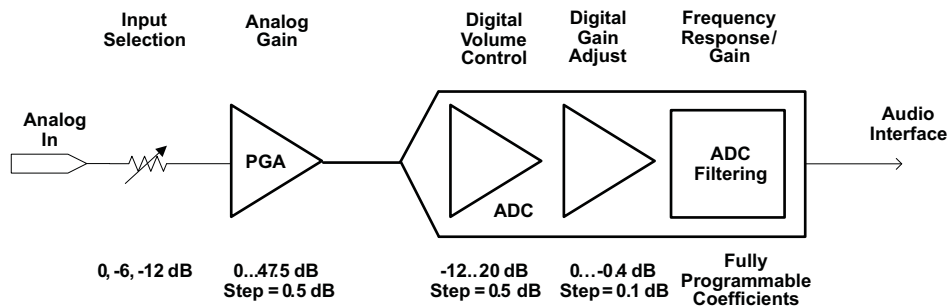 Input
Selection
Analog
Gain
Digital
Volume
Control
Digital
Gain
Adjust
Frequency
Response/
Gain
Analog
In
PGA
ADC
ADC
Filtering
Audio
Interface
0, -6, -12 dB
0...47.5 dB
Step = 0.5 dB
-12..20 dB
Step = 0.5 dB
0...-0.4 dB
Step = 0.1 dB
Fully
Programmable
Coefficients